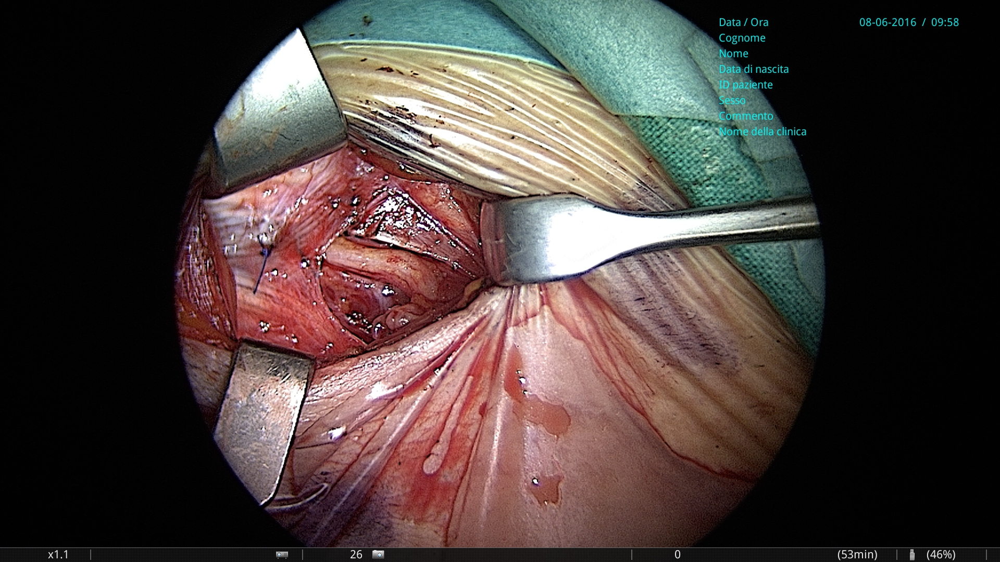 Data / Ora 08-06-2016 / 09:58
Cognome
Nome
Data di nascita
ID paziente
Sesso
Commento
Nome della clinica
x1.1 26 0 (53min) (46%)